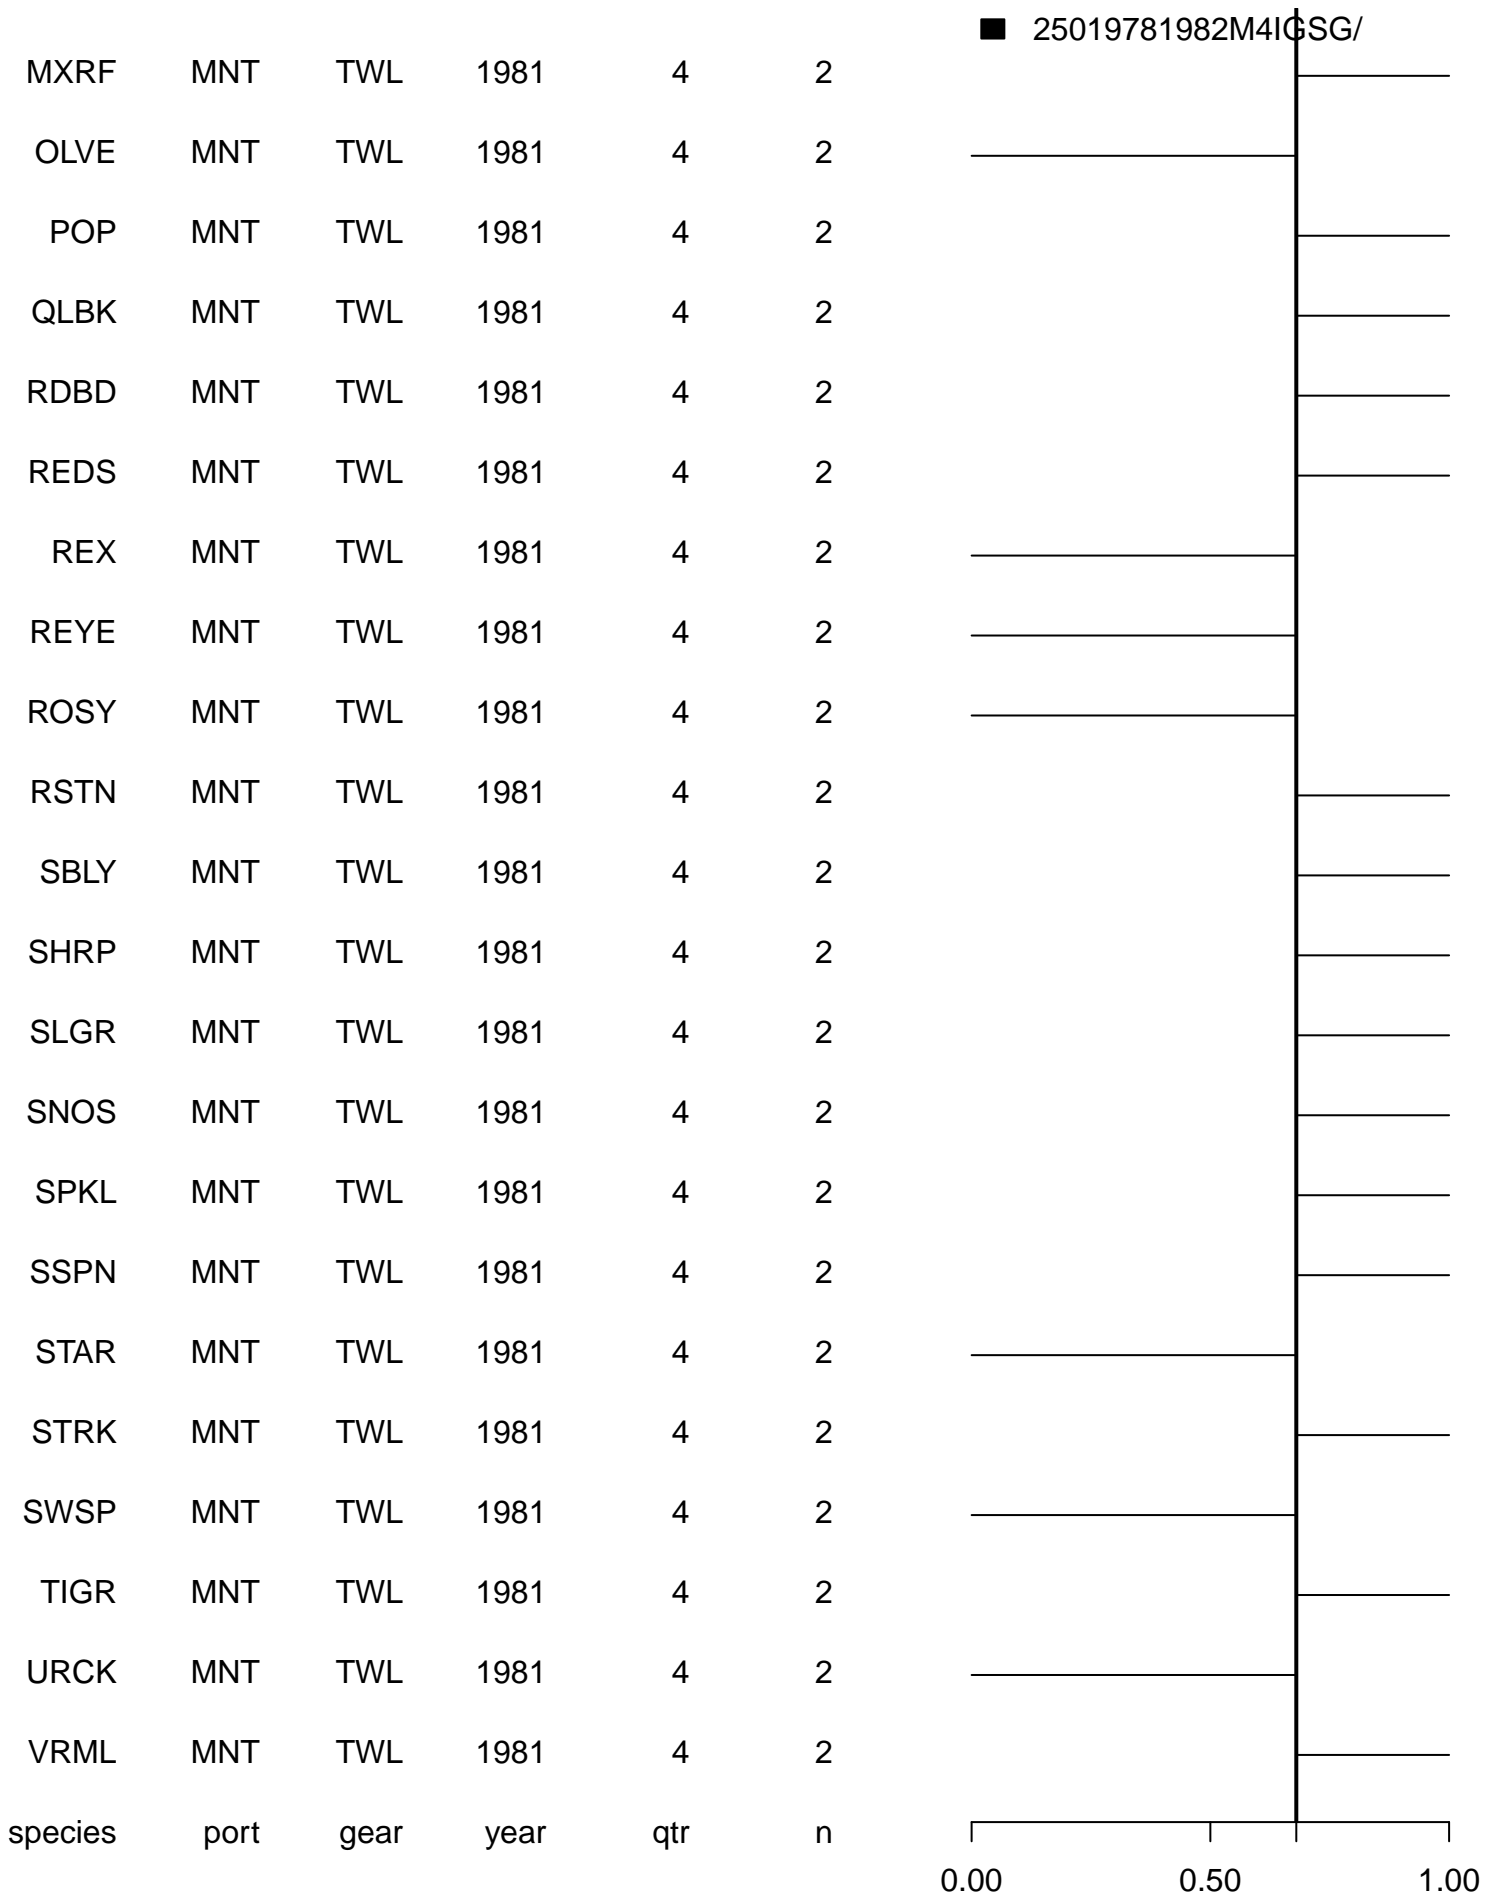 25019781982M4IGSG/
MXRF MNT TWL 1981 4 2
OLVE MNT TWL 1981 4 2
POP MNT TWL 1981 4 2
QLBK MNT TWL 1981 4 2
RDBD MNT TWL 1981 4 2
REDS MNT TWL 1981 4 2
REX MNT TWL 1981 4 2
REYE MNT TWL 1981 4 2
ROSY MNT TWL 1981 4 2
RSTN MNT TWL 1981 4 2
SBLY MNT TWL 1981 4 2
SHRP MNT TWL 1981 4 2
SLGR MNT TWL 1981 4 2
SNOS MNT TWL 1981 4 2
SPKL MNT TWL 1981 4 2
SSPN MNT TWL 1981 4 2
STAR MNT TWL 1981 4 2
STRK MNT TWL 1981 4 2
SWSP MNT TWL 1981 4 2
TIGR MNT TWL 1981 4 2
URCK MNT TWL 1981 4 2
VRML MNT TWL 1981 4 2
species port gear year qtr n
0.00 0.50 1.00